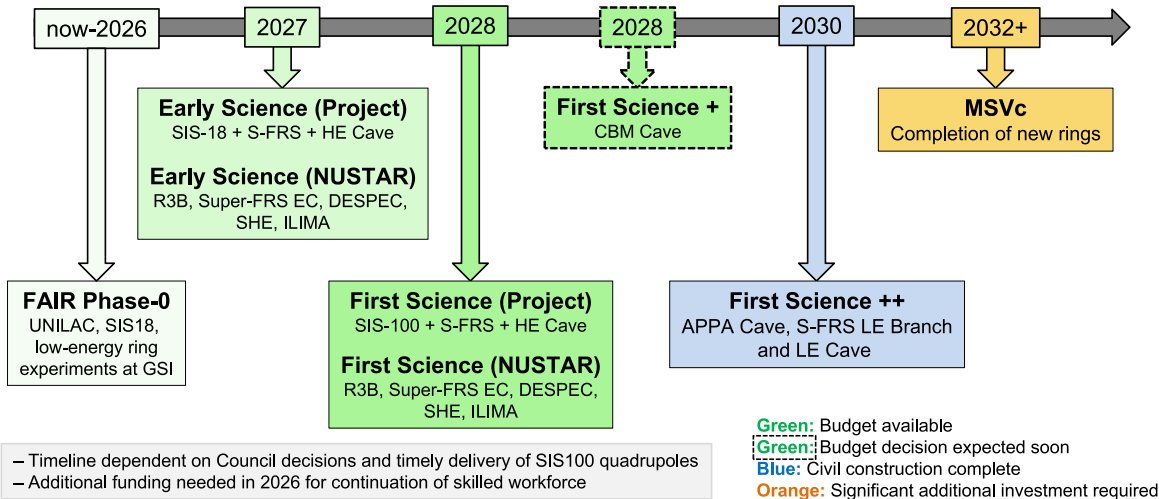 now-2026
2027
2028
2028
2030
2032+
Early Science (Project)
SIS-18 + S-FRS + HE Cave
Early Science (NUSTAR)
R3B, Super-FRS EC, DESPEC,
SHE, ILIMA
First Science +
CBM Cave
MSVc
Completion of new rings
FAIR Phase-0
UNILAC, SIS18,
low-energy ring
experiments at GSI
First Science (Project)
SIS-100 + S-FRS + HE Cave
First Science (NUSTAR)
R3B, Super-FRS EC, DESPEC,
SHE, ILIMA
First Science ++
APPA Cave, S-FRS LE Branch
and LE Cave
– Timeline dependent on Council decisions and timely delivery of SIS100 quadrupoles
– Additional funding needed in 2026 for continuation of skilled workforce
Green: Budget available
Green: Budget decision expected soon
Blue: Civil construction complete
Orange: Significant additional investment required